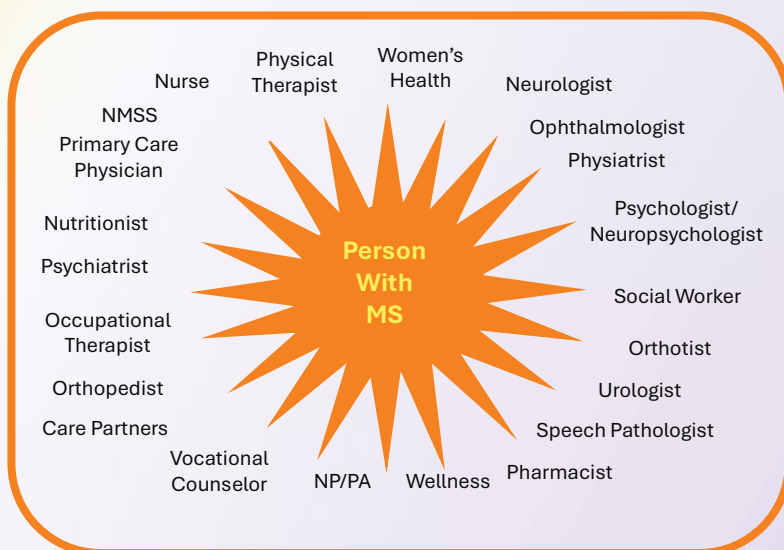 Person
With
MS
Women’s
Health
Neurologist
Ophthalmologist
Physiatrist
Psychologist/
Neuropsychologist
Social Worker
Orthotist
Urologist
Speech Pathologist
Pharmacist
Wellness
NP/PA
Vocational
Counselor
Care Partners
Orthopedist
Occupational
Therapist
Psychiatrist
Nutritionist
Primary Care
Physician
NMSS
Nurse
Physical
Therapist